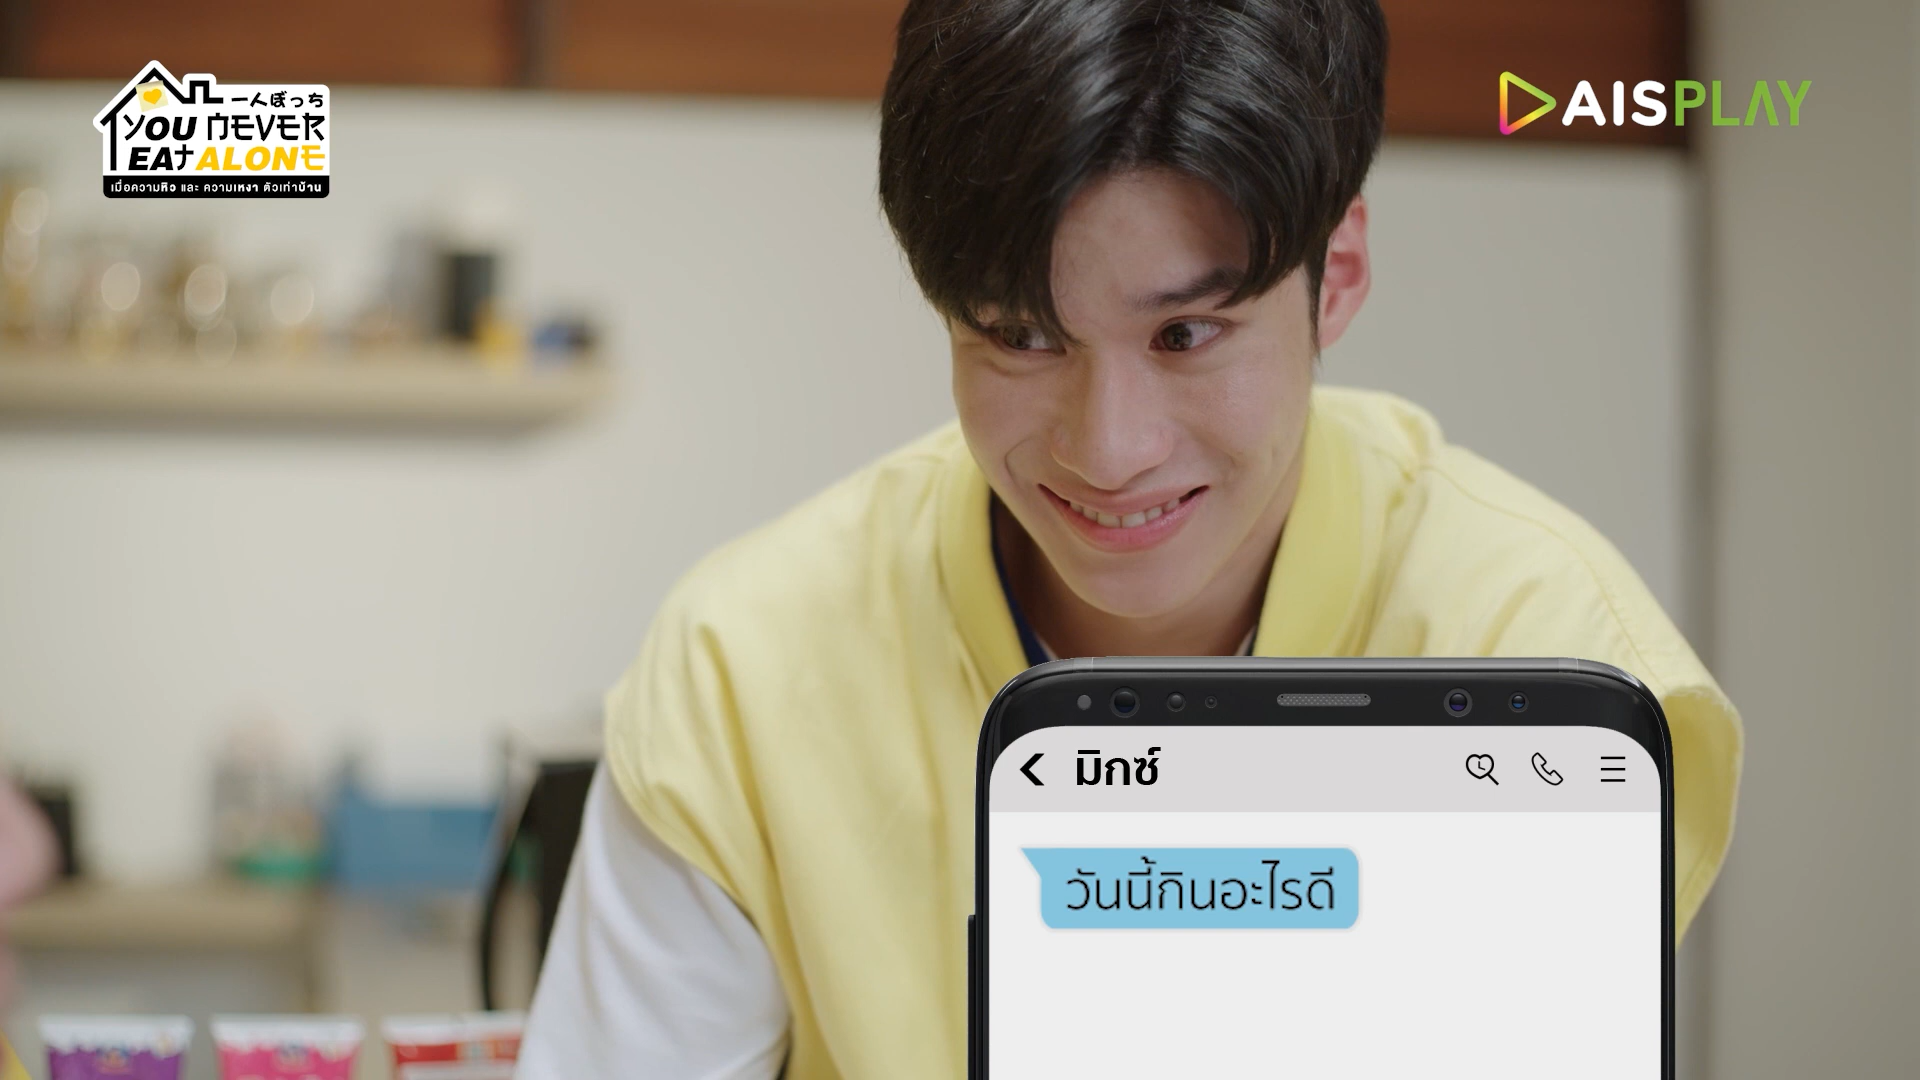 一人ぼっち
YOU NEVER
EAT ALONE
เมื่อความหิว และ ความเหงา ตัวเท่าบ้าน
AISPLAY
มิกซ์
วันนี้กินอะไรดี